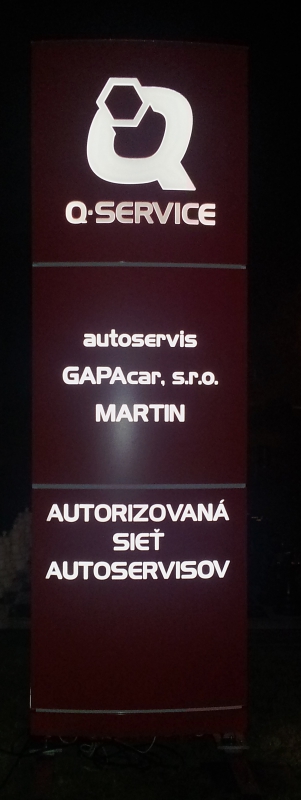 Q-SERVICE
autoservis
GAPAcar, s.r.o.
MARTIN
AUTORIZOVANÁ
SIEŤ
AUTOSERVISOV